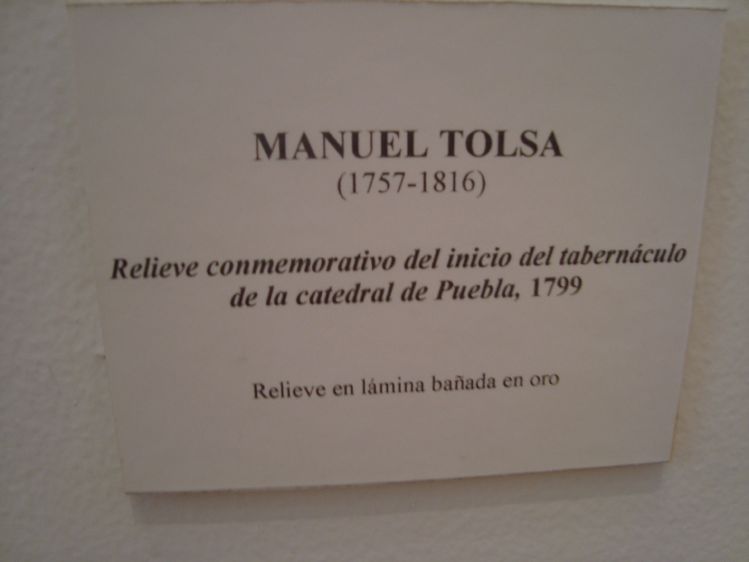 MANUEL TOLSA
(1757-1816)
Relieve conmemorativo del inicio del tabernáculo
de la catedral de Puebla, 1799
Relieve en lámina bañada en oro